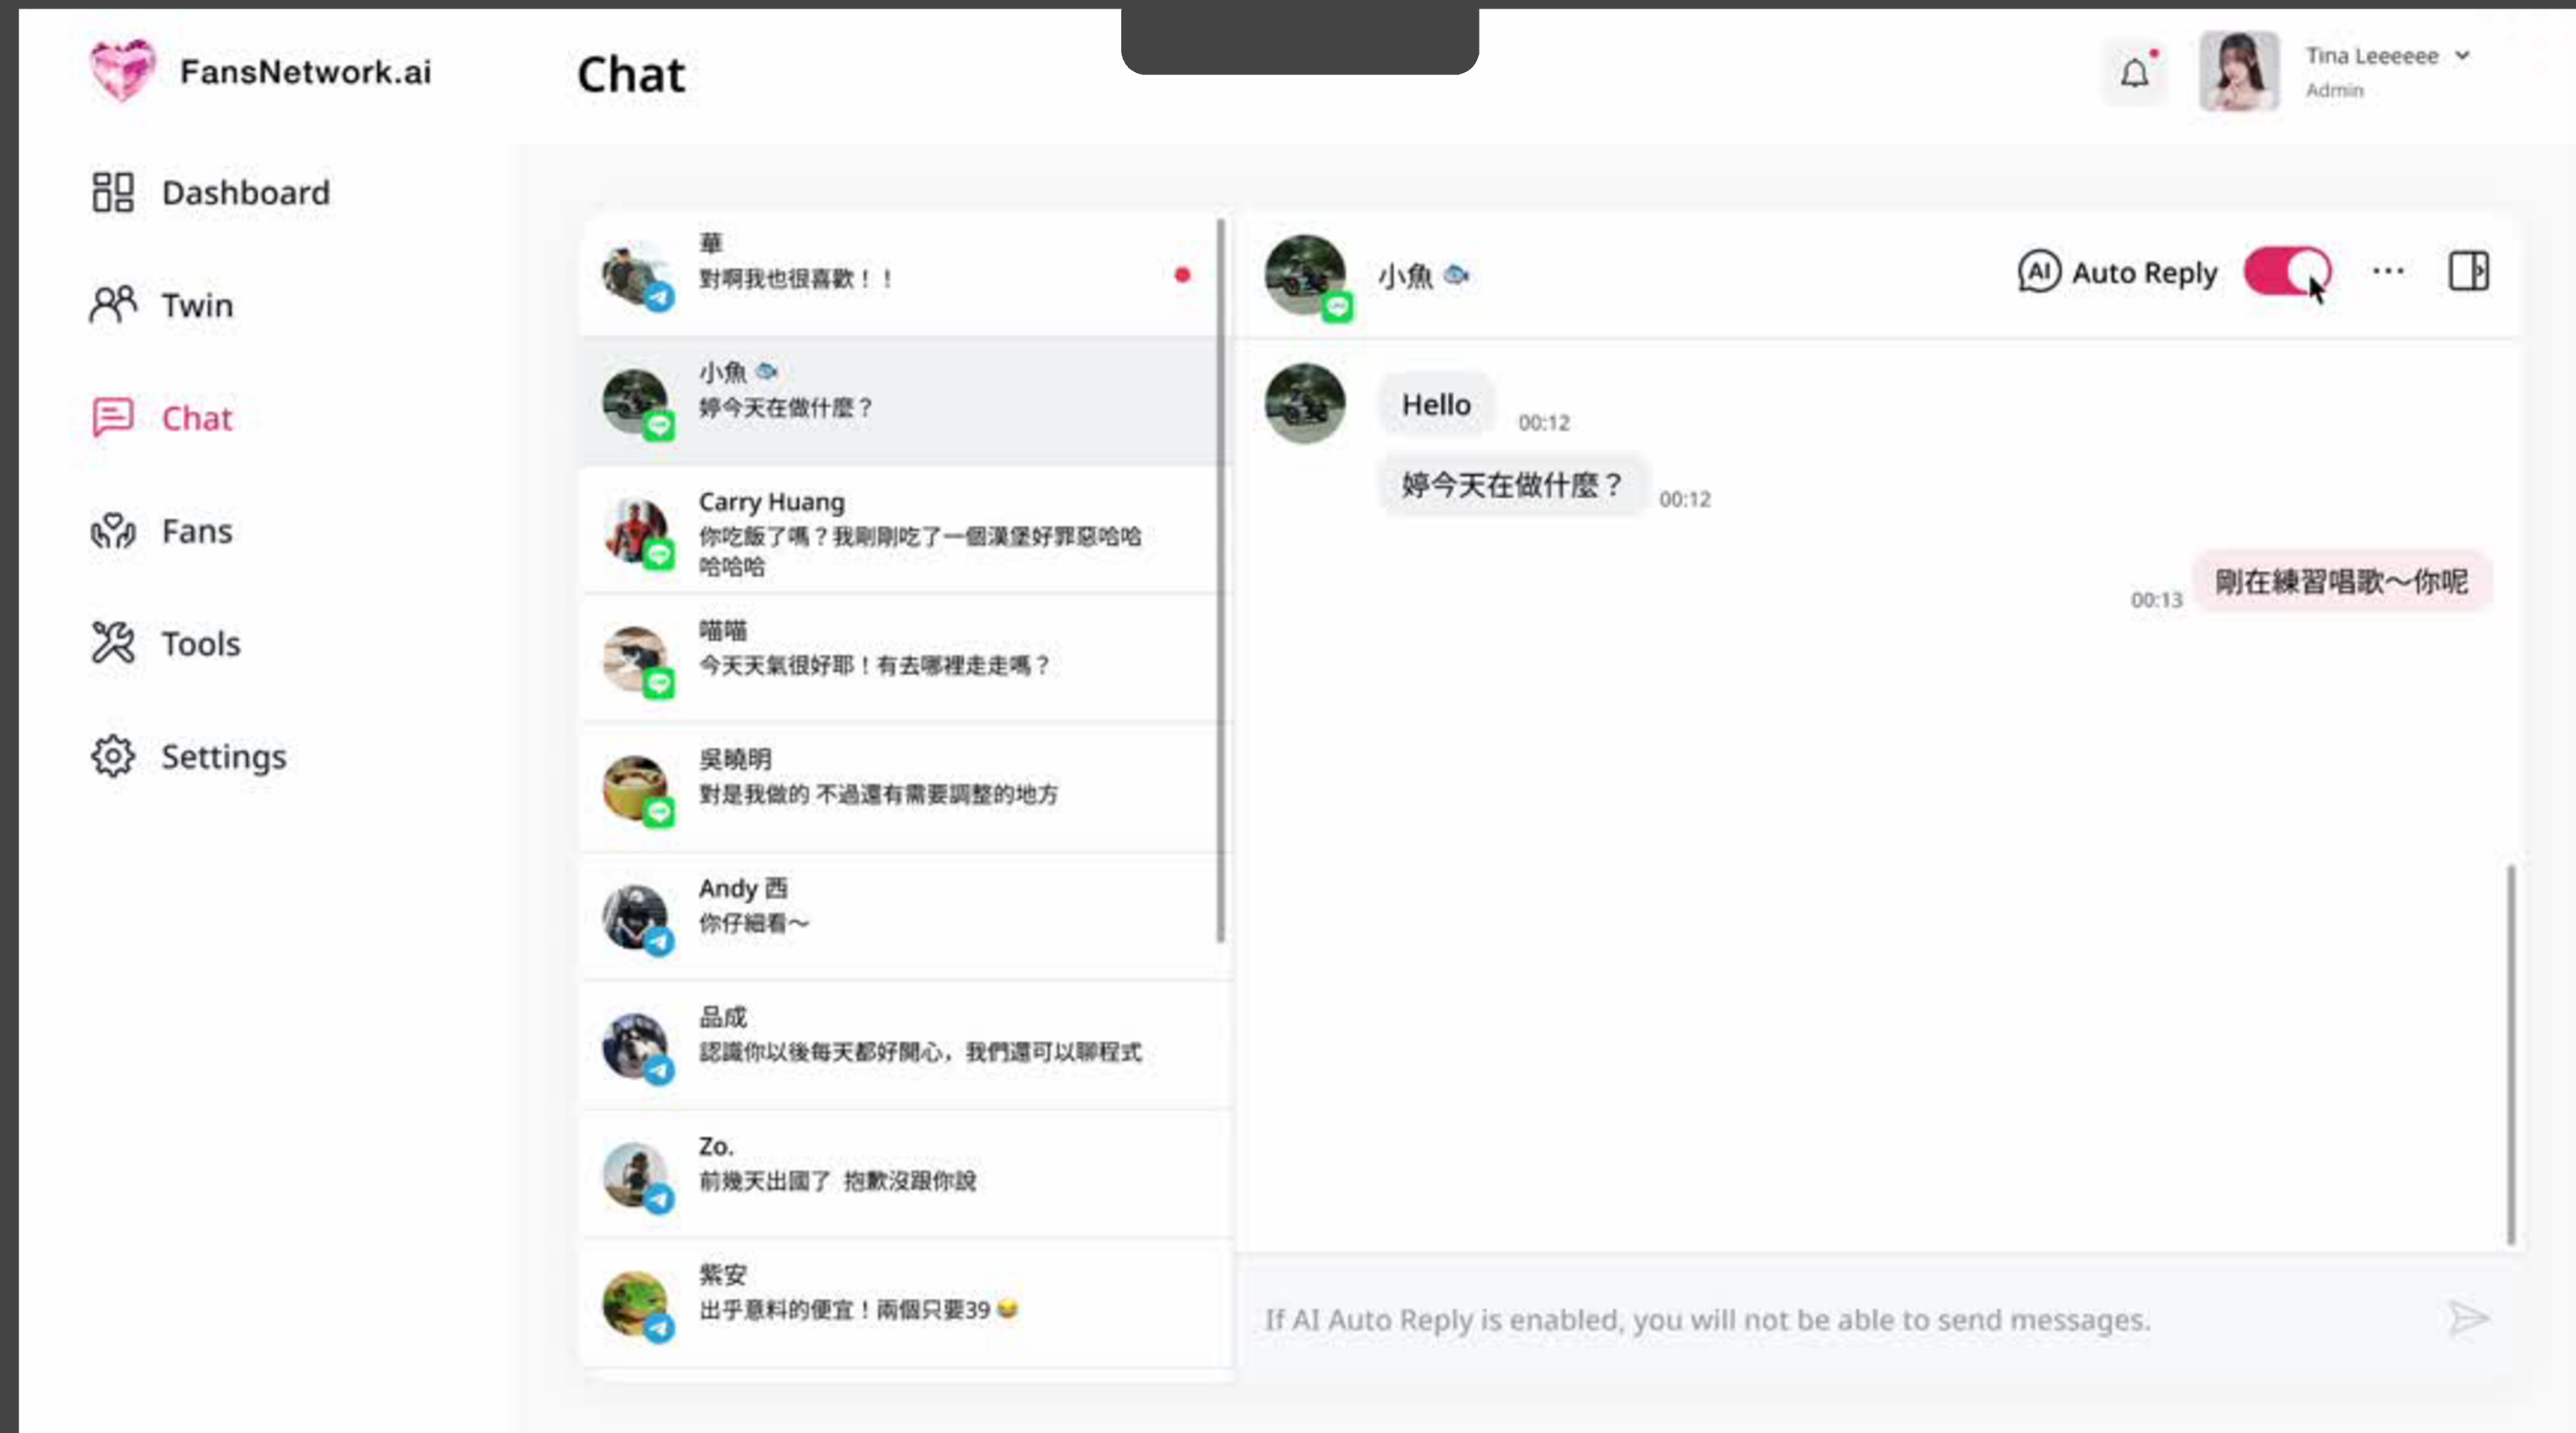 FansNetwork.ai
Chat
Tina Leeeeee
Admin
Dashboard
Twin
Chat
Fans
Tools
Settings
華
對啊我也很喜歡！！
小魚 🐟
婷今天在做什麼？
Carry Huang
你吃飯了嗎？我剛剛吃了一個漢堡好罪惡哈哈
哈哈哈
喵喵
今天天氣很好耶！有去哪裡走走嗎？
吳曉明
對是我做的 不過還有需要調整的地方
Andy 西
你仔細看～
品成
認識你以後每天都好開心，我們還可以聊程式
Zo.
前幾天出國了 抱歉沒跟你說
紫安
出乎意料的便宜！兩個只要39 😂
小魚 🐟
AI Auto Reply
Hello
00:12
婷今天在做什麼？
00:12
剛在練習唱歌～你呢
00:13
If AI Auto Reply is enabled, you will not be able to send messages.